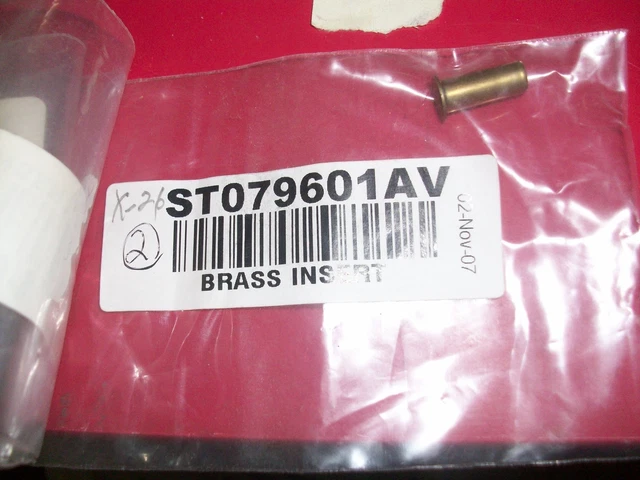 X-26 ST079601AV
2
BRASS INSERT
02-Nov-07